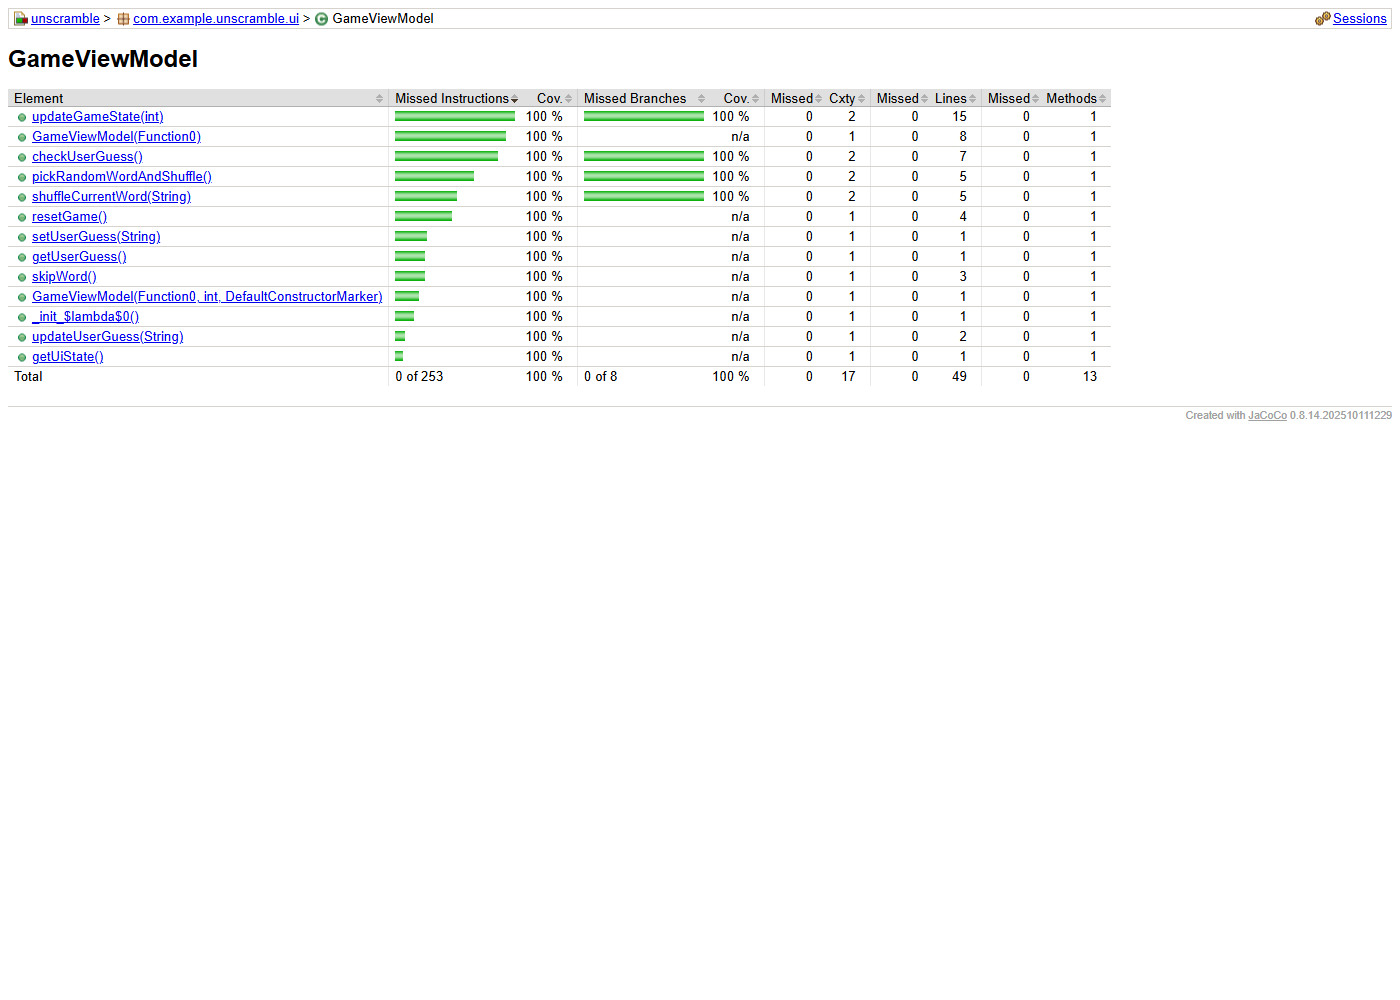 unscramble > com.example.unscramble.ui > GameViewModel Sessions
GameViewModel
Element Missed Instructions Cov. Missed Branches Cov. Missed Cxty Missed Lines Missed Methods
updateGameState(int) 100 % 100 % 0 2 0 15 0 1
GameViewModel(Function0) 100 % n/a 0 1 0 8 0 1
checkUserGuess() 100 % 100 % 0 2 0 7 0 1
pickRandomWordAndShuffle() 100 % 100 % 0 2 0 5 0 1
shuffleCurrentWord(String) 100 % 100 % 0 2 0 5 0 1
resetGame() 100 % n/a 0 1 0 4 0 1
setUserGuess(String) 100 % n/a 0 1 0 1 0 1
getUserGuess() 100 % n/a 0 1 0 1 0 1
skipWord() 100 % n/a 0 1 0 3 0 1
GameViewModel(Function0, int, DefaultConstructorMarker) 100 % n/a 0 1 0 1 0 1
_init_$lambda$0() 100 % n/a 0 1 0 1 0 1
updateUserGuess(String) 100 % n/a 0 1 0 2 0 1
getUiState() 100 % n/a 0 1 0 1 0 1
Total 0 of 253 100 % 0 of 8 100 % 0 17 0 49 0 13
Created with JaCoCo 0.8.14.202510111229